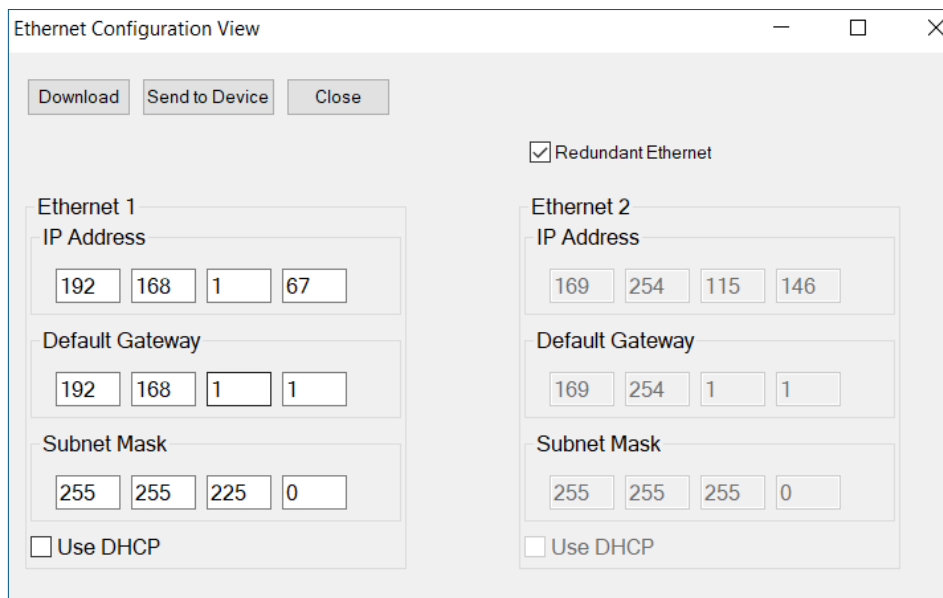 Ethernet Configuration View
Download Send to Device Close
Redundant Ethernet
Ethernet 1
IP Address
192 168 1 67
Default Gateway
192 168 1 1
Subnet Mask
255 255 225 0
Use DHCP
Ethernet 2
IP Address
169 254 115 146
Default Gateway
169 254 1 1
Subnet Mask
255 255 255 0
Use DHCP